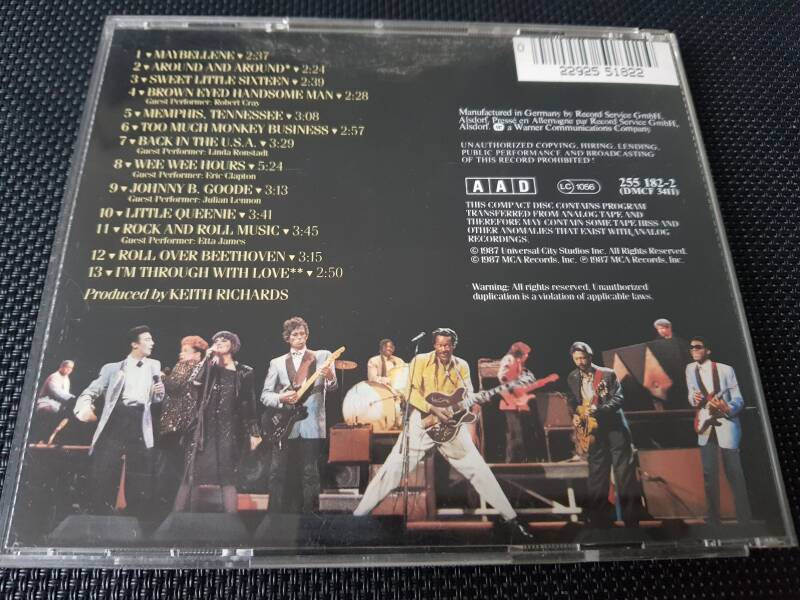 1 ♥ MAYBELLENE ♥ 2:37
2 ♥ AROUND AND AROUND* ♥ 2:24
3 ♥ SWEET LITTLE SIXTEEN ♥ 2:39
4 ♥ BROWN EYED HANDSOME MAN ♥ 2:28
Guest Performer: Robert Cray
5 ♥ MEMPHIS, TENNESSEE ♥ 3:08
6 ♥ TOO MUCH MONKEY BUSINESS ♥ 2:57
7 ♥ BACK IN THE U.S.A. ♥ 3:29
Guest Performer: Linda Ronstadt
8 ♥ WEE WEE HOURS ♥ 5:24
Guest Performer: Eric Clapton
9 ♥ JOHNNY B. GOODE ♥ 3:13
Guest Performer: Julian Lennon
10 ♥ LITTLE QUEENIE ♥ 3:41
11 ♥ ROCK AND ROLL MUSIC ♥ 3:45
Guest Performer: Etta James
12 ♥ ROLL OVER BEETHOVEN ♥ 3:15
13 ♥ I'M THROUGH WITH LOVE** ♥ 2:50
Produced by KEITH RICHARDS
0
22925 51822
Manufactured in Germany by Record Service GmbH,
Alsdorf. Pressé en Allemagne par Record Service GmbH,
Alsdorf. a Warner Communications Company
UNAUTHORIZED COPYING, HIRING, LENDING,
PUBLIC PERFORMANCE AND BROADCASTING
OF THIS RECORD PROHIBITED!
AAD
LC 1056
255 182-2
(DMCF 3411)
THIS COMPACT DISC CONTAINS PROGRAM
TRANSFERRED FROM ANALOG TAPE AND
THEREFORE MAY CONTAIN SOME TAPE HISS AND
OTHER ANOMALIES THAT EXIST WITH ANALOG
RECORDINGS.
© 1987 Universal City Studios Inc. All Rights Reserved.
© 1987 MCA Records, Inc. ℗ 1987 MCA Records, Inc.
Warning: All rights reserved. Unauthorized
duplication is a violation of applicable laws.